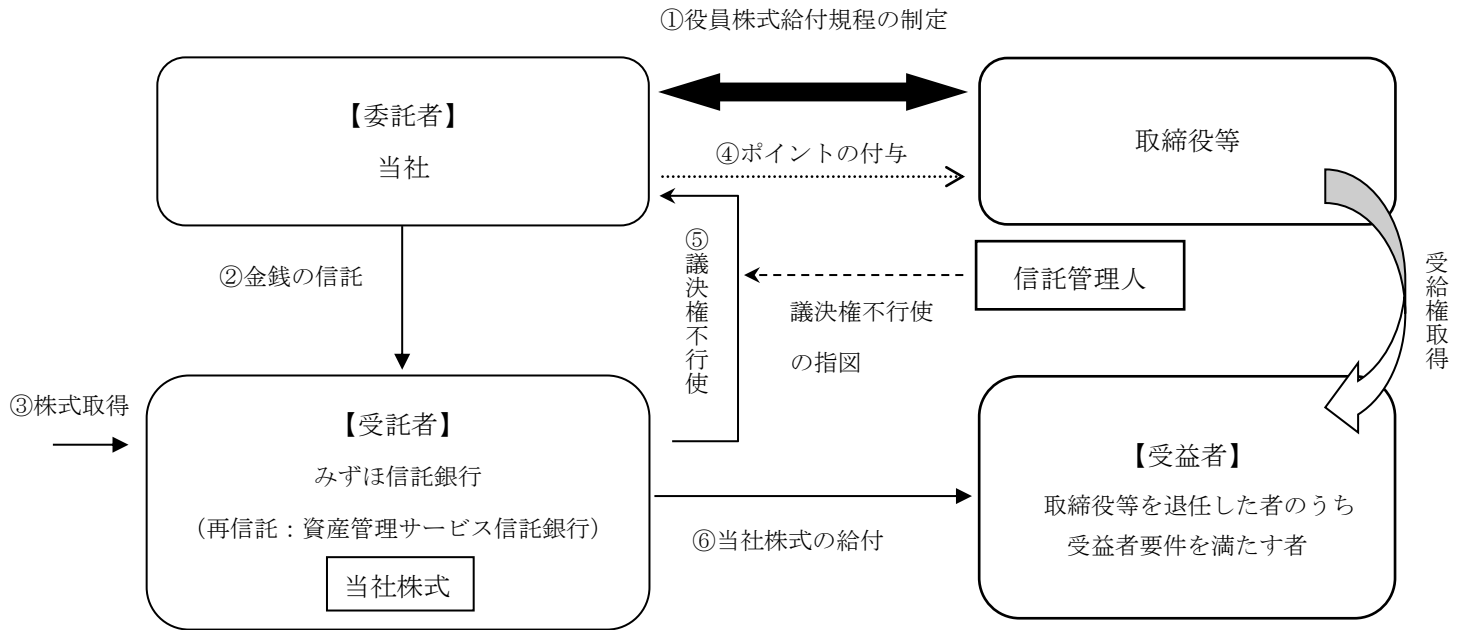 ①役員株式給付規程の制定
【委託者】
当社
取締役等
④ポイントの付与
②金銭の信託
⑤議決権不行使
信託管理人
議決権不行使
の指図
受給権取得
③株式取得
【受託者】
みずほ信託銀行
（再信託：資産管理サービス信託銀行）
当社株式
⑥当社株式の給付
【受益者】
取締役等を退任した者のうち
受益者要件を満たす者